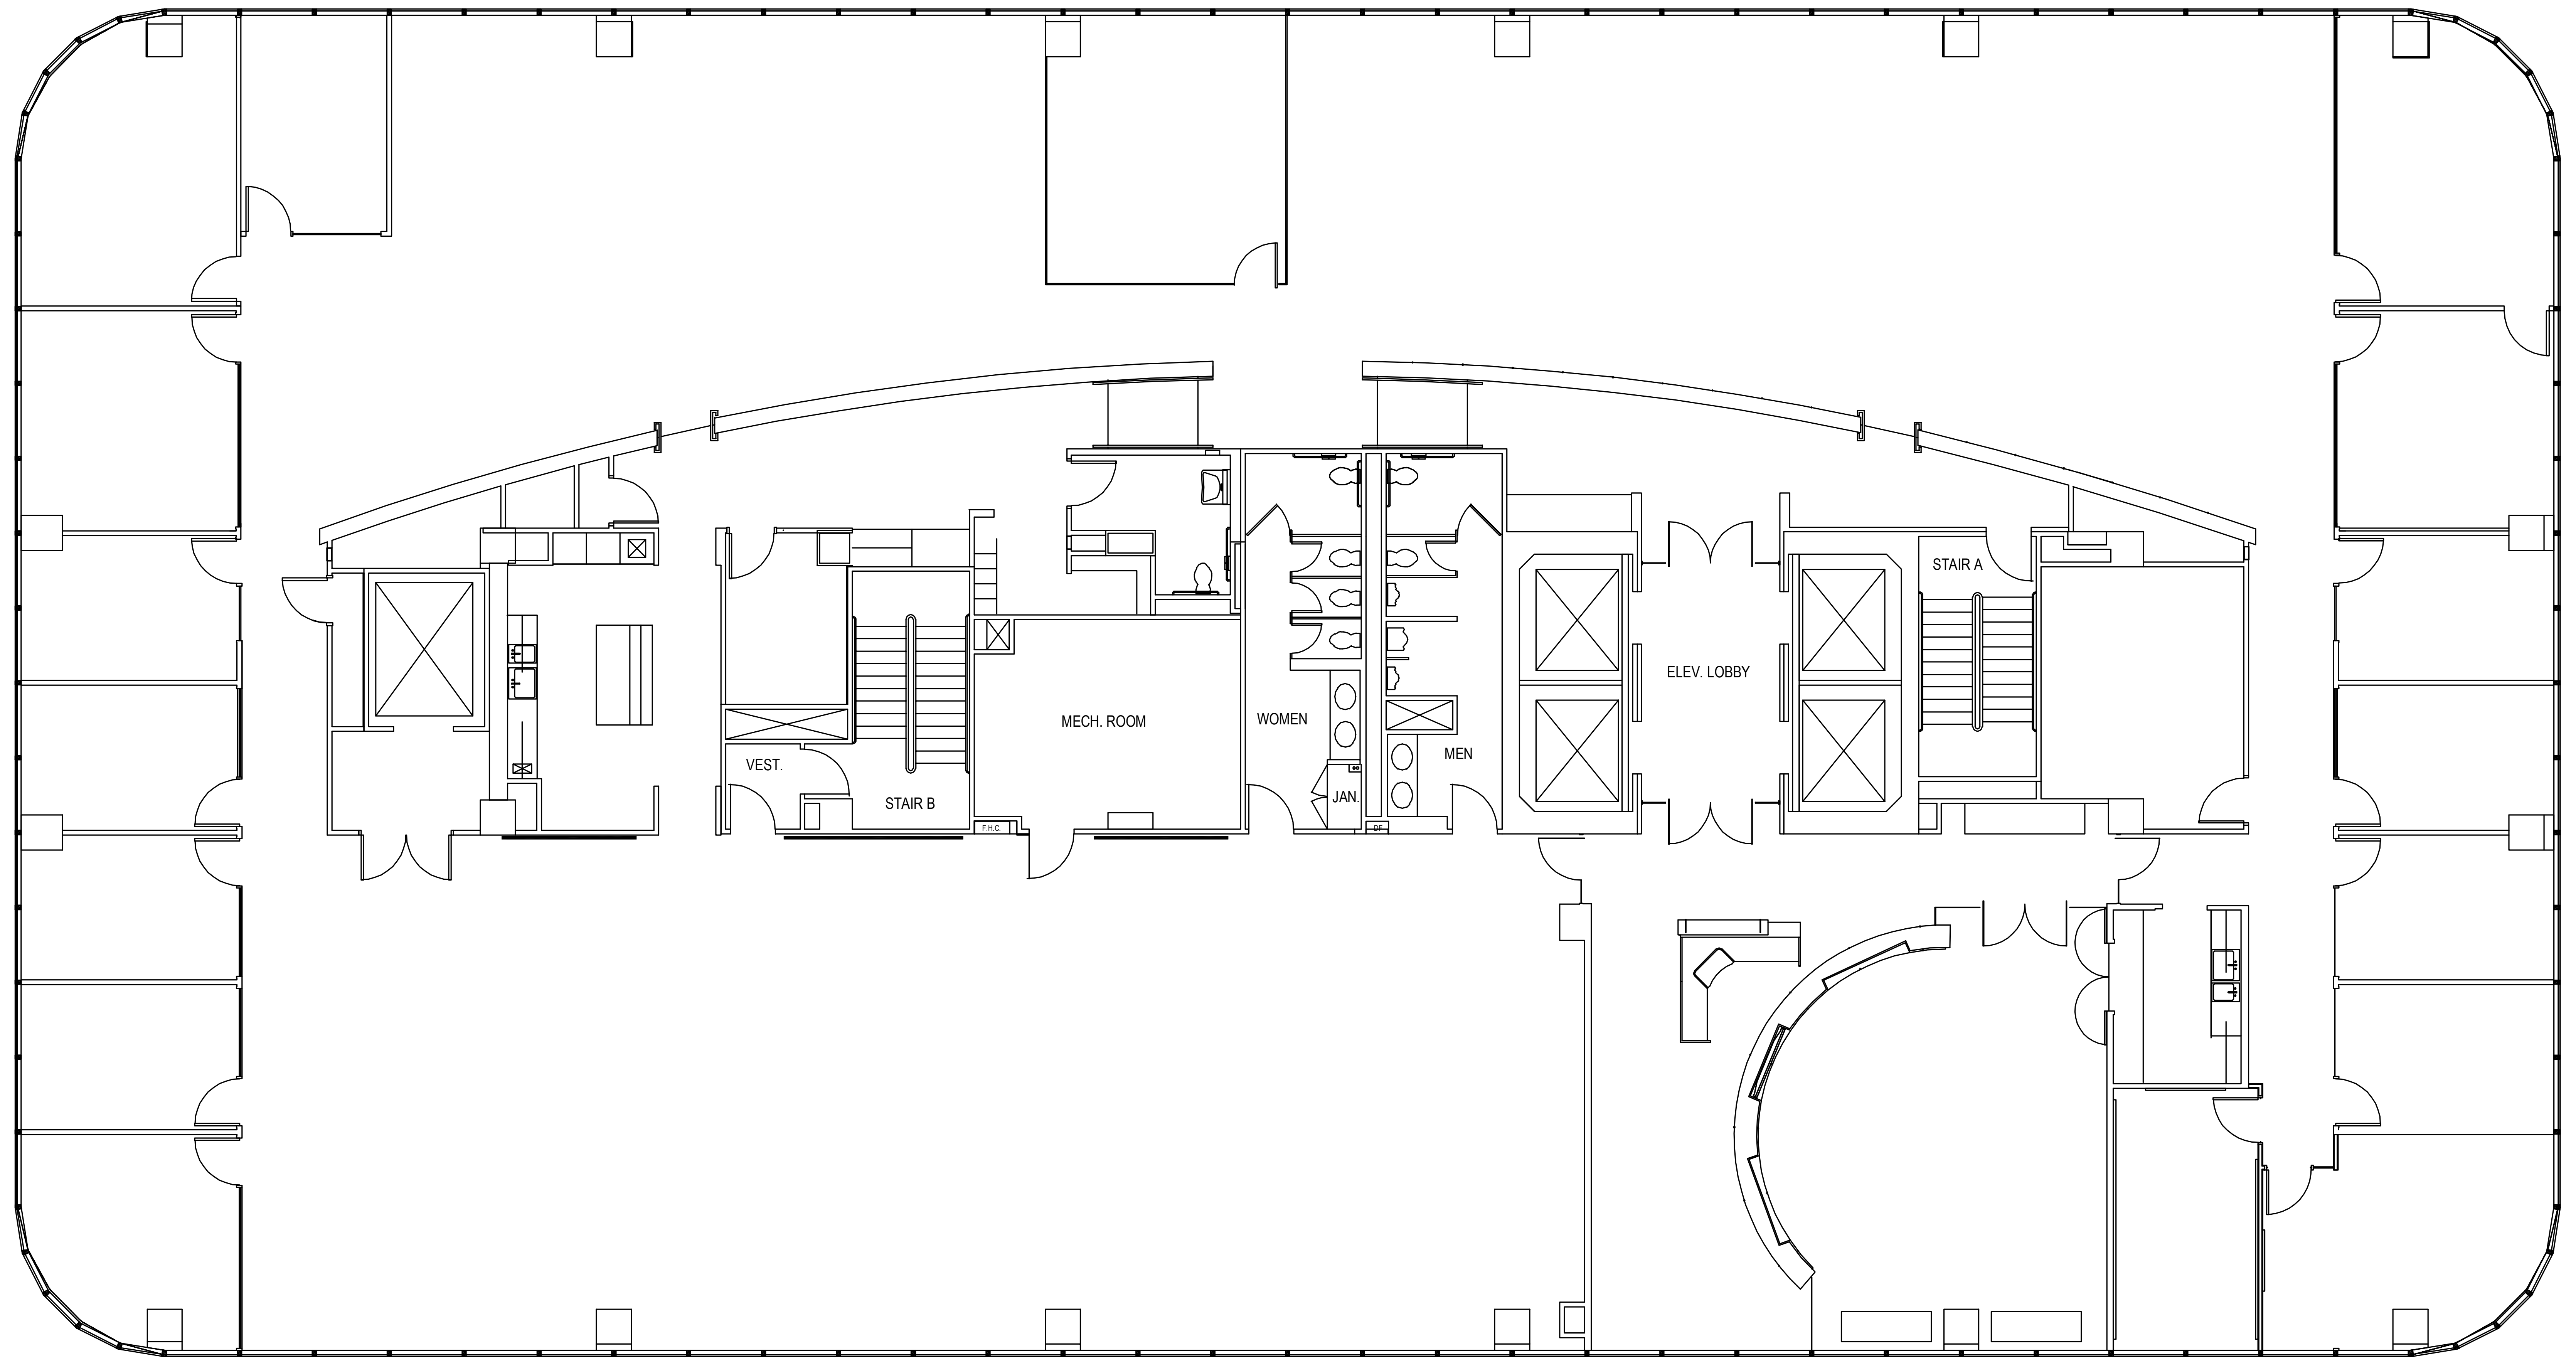 STAIR A
ELEV. LOBBY
WOMEN
MECH. ROOM
MEN
VEST.
JAN.
STAIR B
F.H.C.
DF